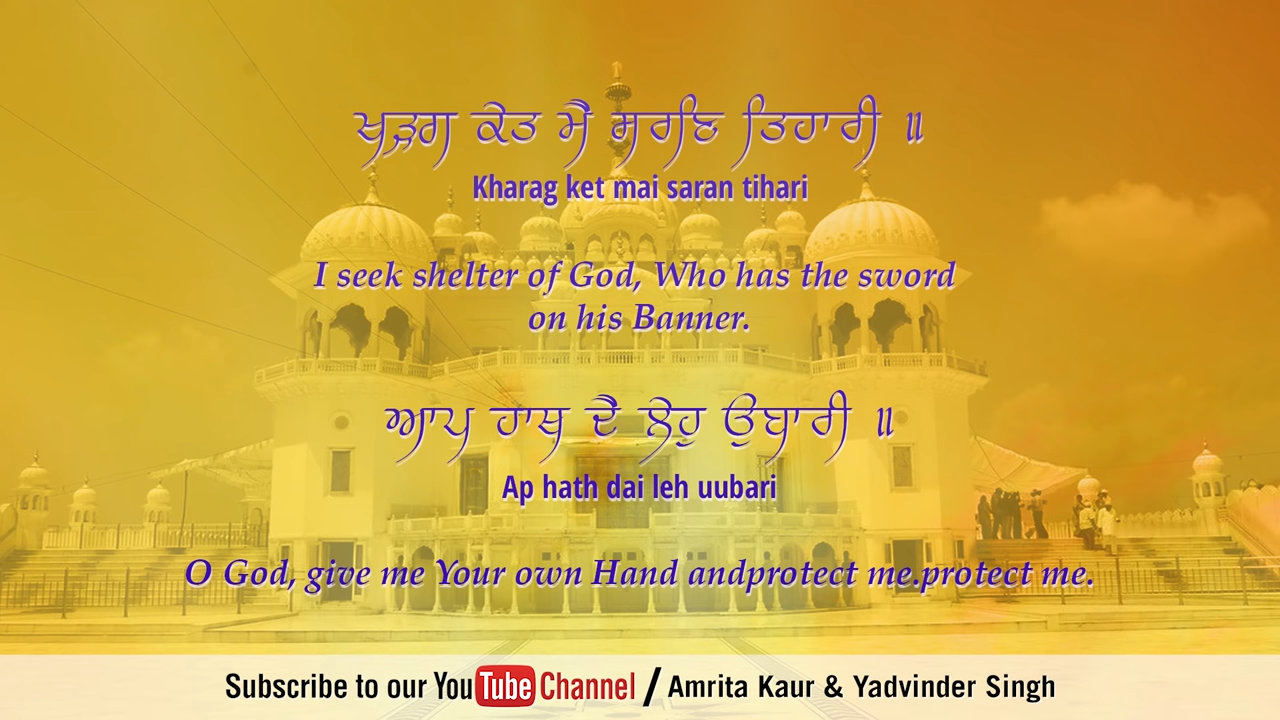 ਖੜਗ ਕੇਤ ਮੈ ਸਰਣਿ ਤਿਹਾਰੀ ॥
Kharag ket mai saran tihari
I seek shelter of God, Who has the sword
on his Banner.
ਆਪ ਹਾਥ ਦੈ ਲੇਹੁ ਉਬਾਰੀ ॥
Ap hath dai leh uubari
O God, give me Your own Hand andprotect me.protect me.
Subscribe to our YouTube Channel / Amrita Kaur & Yadvinder Singh